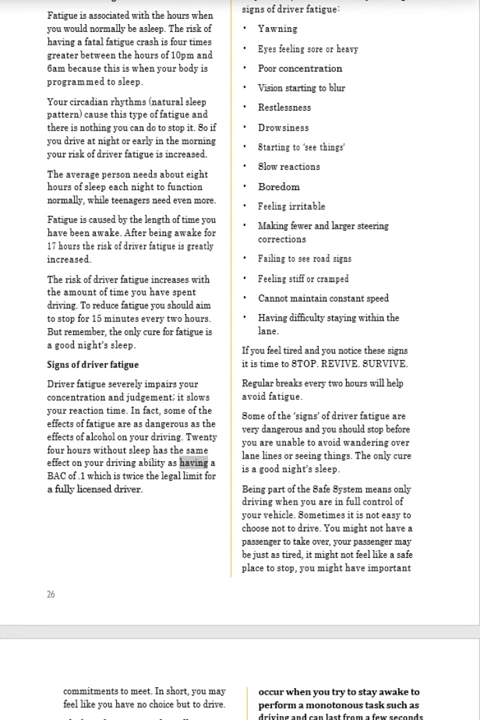 Fatigue is associated with the hours when
you would normally be asleep. The risk of
having a fatal fatigue crash is four times
greater between the hours of 10pm and
6am because this is when your body is
programmed to sleep.
Your circadian rhythms (natural sleep
pattern) cause this type of fatigue and
there is nothing you can do to stop it. So if
you drive at night or early in the morning
your risk of driver fatigue is increased.
The average person needs about eight
hours of sleep each night to function
normally, while teenagers need even more.
Fatigue is caused by the length of time you
have been awake. After being awake for
17 hours the risk of driver fatigue is greatly
increased.
The risk of driver fatigue increases with
the amount of time you have spent
driving. To reduce fatigue you should aim
to stop for 15 minutes every two hours.
But remember, the only cure for fatigue is
a good night's sleep.
Signs of driver fatigue
Driver fatigue severely impairs your
concentration and judgement; it slows
your reaction time. In fact, some of the
effects of fatigue are as dangerous as the
effects of alcohol on your driving. Twenty
four hours without sleep has the same
effect on your driving ability as having a
BAC of .1 which is twice the legal limit for
a fully licensed driver.
signs of driver fatigue:
• Yawning
• Eyes feeling sore or heavy
• Poor concentration
• Vision starting to blur
• Restlessness
• Drowsiness
• Starting to 'see things'
• Slow reactions
• Boredom
• Feeling irritable
• Making fewer and larger steering
corrections
• Failing to see road signs
• Feeling stiff or cramped
• Cannot maintain constant speed
• Having difficulty staying within the
lane.
If you feel tired and you notice these signs
it is time to STOP. REVIVE. SURVIVE.
Regular breaks every two hours will help
avoid fatigue.
Some of the 'signs' of driver fatigue are
very dangerous and you should stop before
you are unable to avoid wandering over
lane lines or seeing things. The only cure
is a good night's sleep.
Being part of the Safe System means only
driving when you are in full control of
your vehicle. Sometimes it is not easy to
choose not to drive. You might not have a
passenger to take over, your passenger may
be just as tired, it might not feel like a safe
place to stop, you might have important
26
commitments to meet. In short, you may
feel like you have no choice but to drive.
occur when you try to stay awake to
perform a monotonous task such as
driving and can last from a few seconds